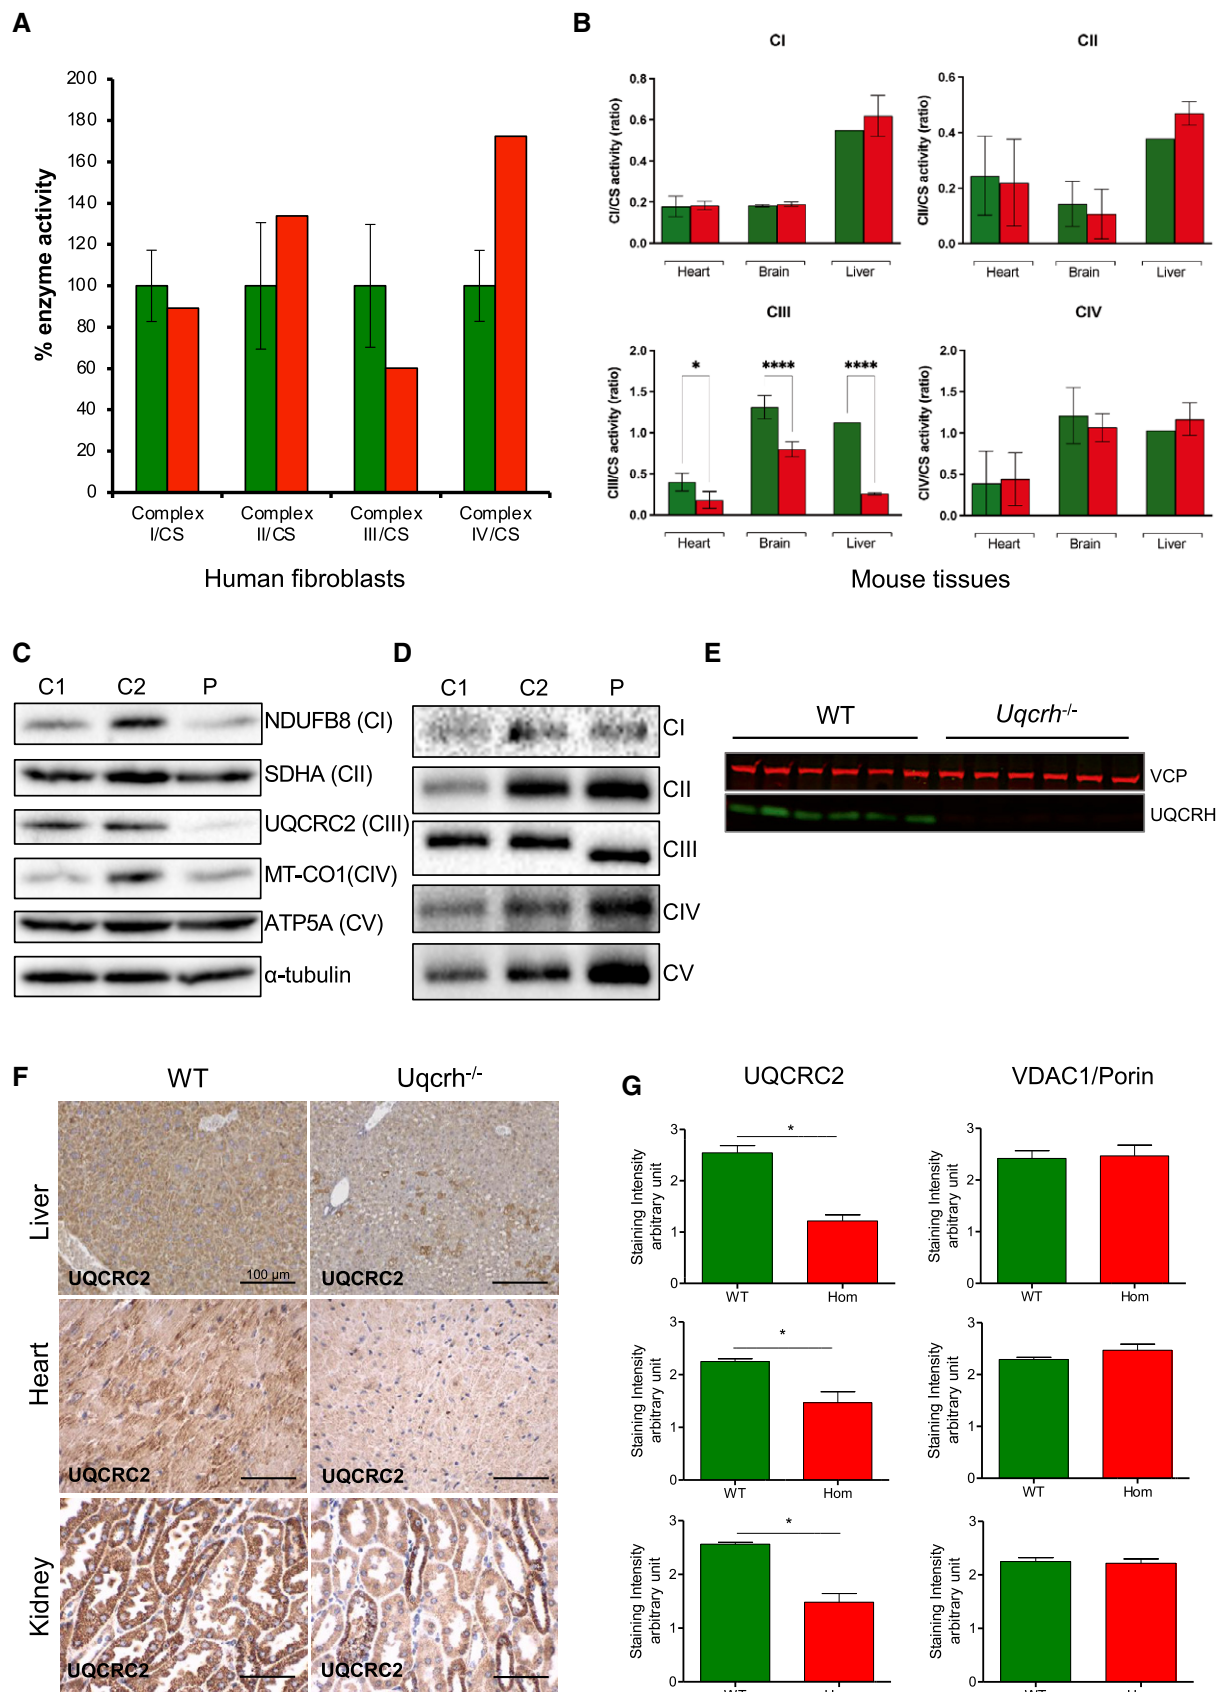 A
200
180
160
140
120
100
80
60
40
20
0
% enzyme activity
Complex I/CS
Complex II/CS
Complex III/CS
Complex IV/CS
Human fibroblasts
B
CI
0.8
0.6
0.4
0.2
0.0
CI/CS activity (ratio)
Heart Brain Liver
CII
0.6
0.4
0.2
0.0
CII/CS activity (ratio)
Heart Brain Liver
CIII
2.0
1.5
1.0
0.5
0.0
CIII/CS activity (ratio)
* **** ****
Heart Brain Liver
CIV
2.0
1.5
1.0
0.5
0.0
CIV/CS activity (ratio)
Heart Brain Liver
Mouse tissues
C
C1 C2 P
NDUFB8 (CI)
SDHA (CII)
UQCRC2 (CIII)
MT-CO1(CIV)
ATP5A (CV)
α-tubulin
D
C1 C2 P
CI
CII
CIII
CIV
CV
E
WT Uqcrh-/-
VCP
UQCRH
F
WT Uqcrh-/-
Liver
UQCRC2 100 µm UQCRC2
Heart
UQCRC2 UQCRC2
Kidney
UQCRC2 UQCRC2
G
UQCRC2 VDAC1/Porin
Staining Intensity
arbitrary unit
3
2
1
0
*
WT Hom
Staining Intensity
arbitrary unit
3
2
1
0
WT Hom
Staining Intensity
arbitrary unit
3
2
1
0
*
WT Hom
Staining Intensity
arbitrary unit
3
2
1
0
WT Hom
Staining Intensity
arbitrary unit
3
2
1
0
*
WT Hom
Staining Intensity
arbitrary unit
3
2
1
0
WT